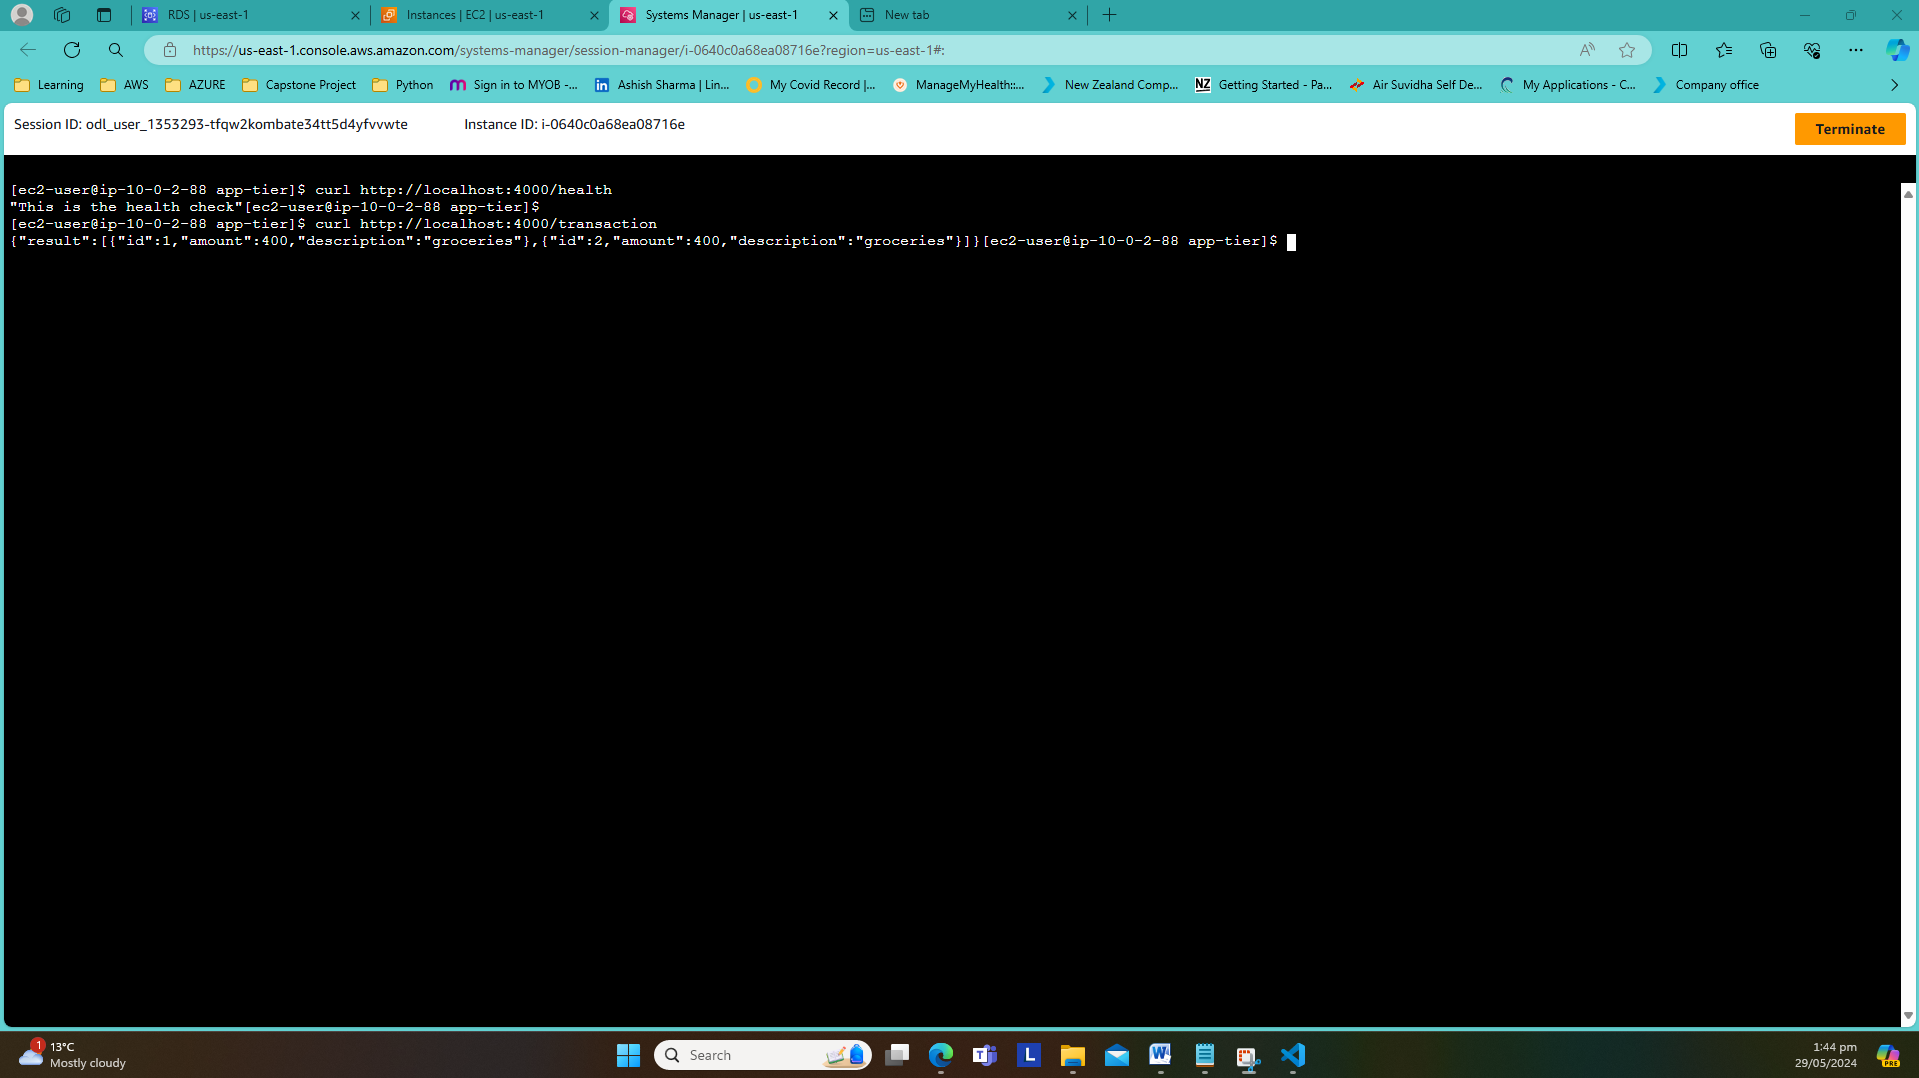 RDS | us-east-1
Instances | EC2 | us-east-1
Systems Manager | us-east-1
New tab
https://us-east-1.console.aws.amazon.com/systems-manager/session-manager/i-0640c0a68ea08716e?region=us-east-1#:
Learning
AWS
AZURE
Capstone Project
Python
Sign in to MYOB -...
Ashish Sharma | Lin...
My Covid Record |...
ManageMyHealth::...
New Zealand Comp...
NZ
Getting Started - Pa...
Air Suvidha Self De...
My Applications - C...
Company office
Session ID: odl_user_1353293-tfqw2kombate34tt5d4yfvvwte
Instance ID: i-0640c0a68ea08716e
Terminate
[ec2-user@ip-10-0-2-88 app-tier]$ curl http://localhost:4000/health
"This is the health check"[ec2-user@ip-10-0-2-88 app-tier]$
[ec2-user@ip-10-0-2-88 app-tier]$ curl http://localhost:4000/transaction
{"result":[{"id":1,"amount":400,"description":"groceries"},{"id":2,"amount":400,"description":"groceries"}]}[ec2-user@ip-10-0-2-88 app-tier]$
1
13°C
Mostly cloudy
Search
L
1:44 pm
29/05/2024
PRE